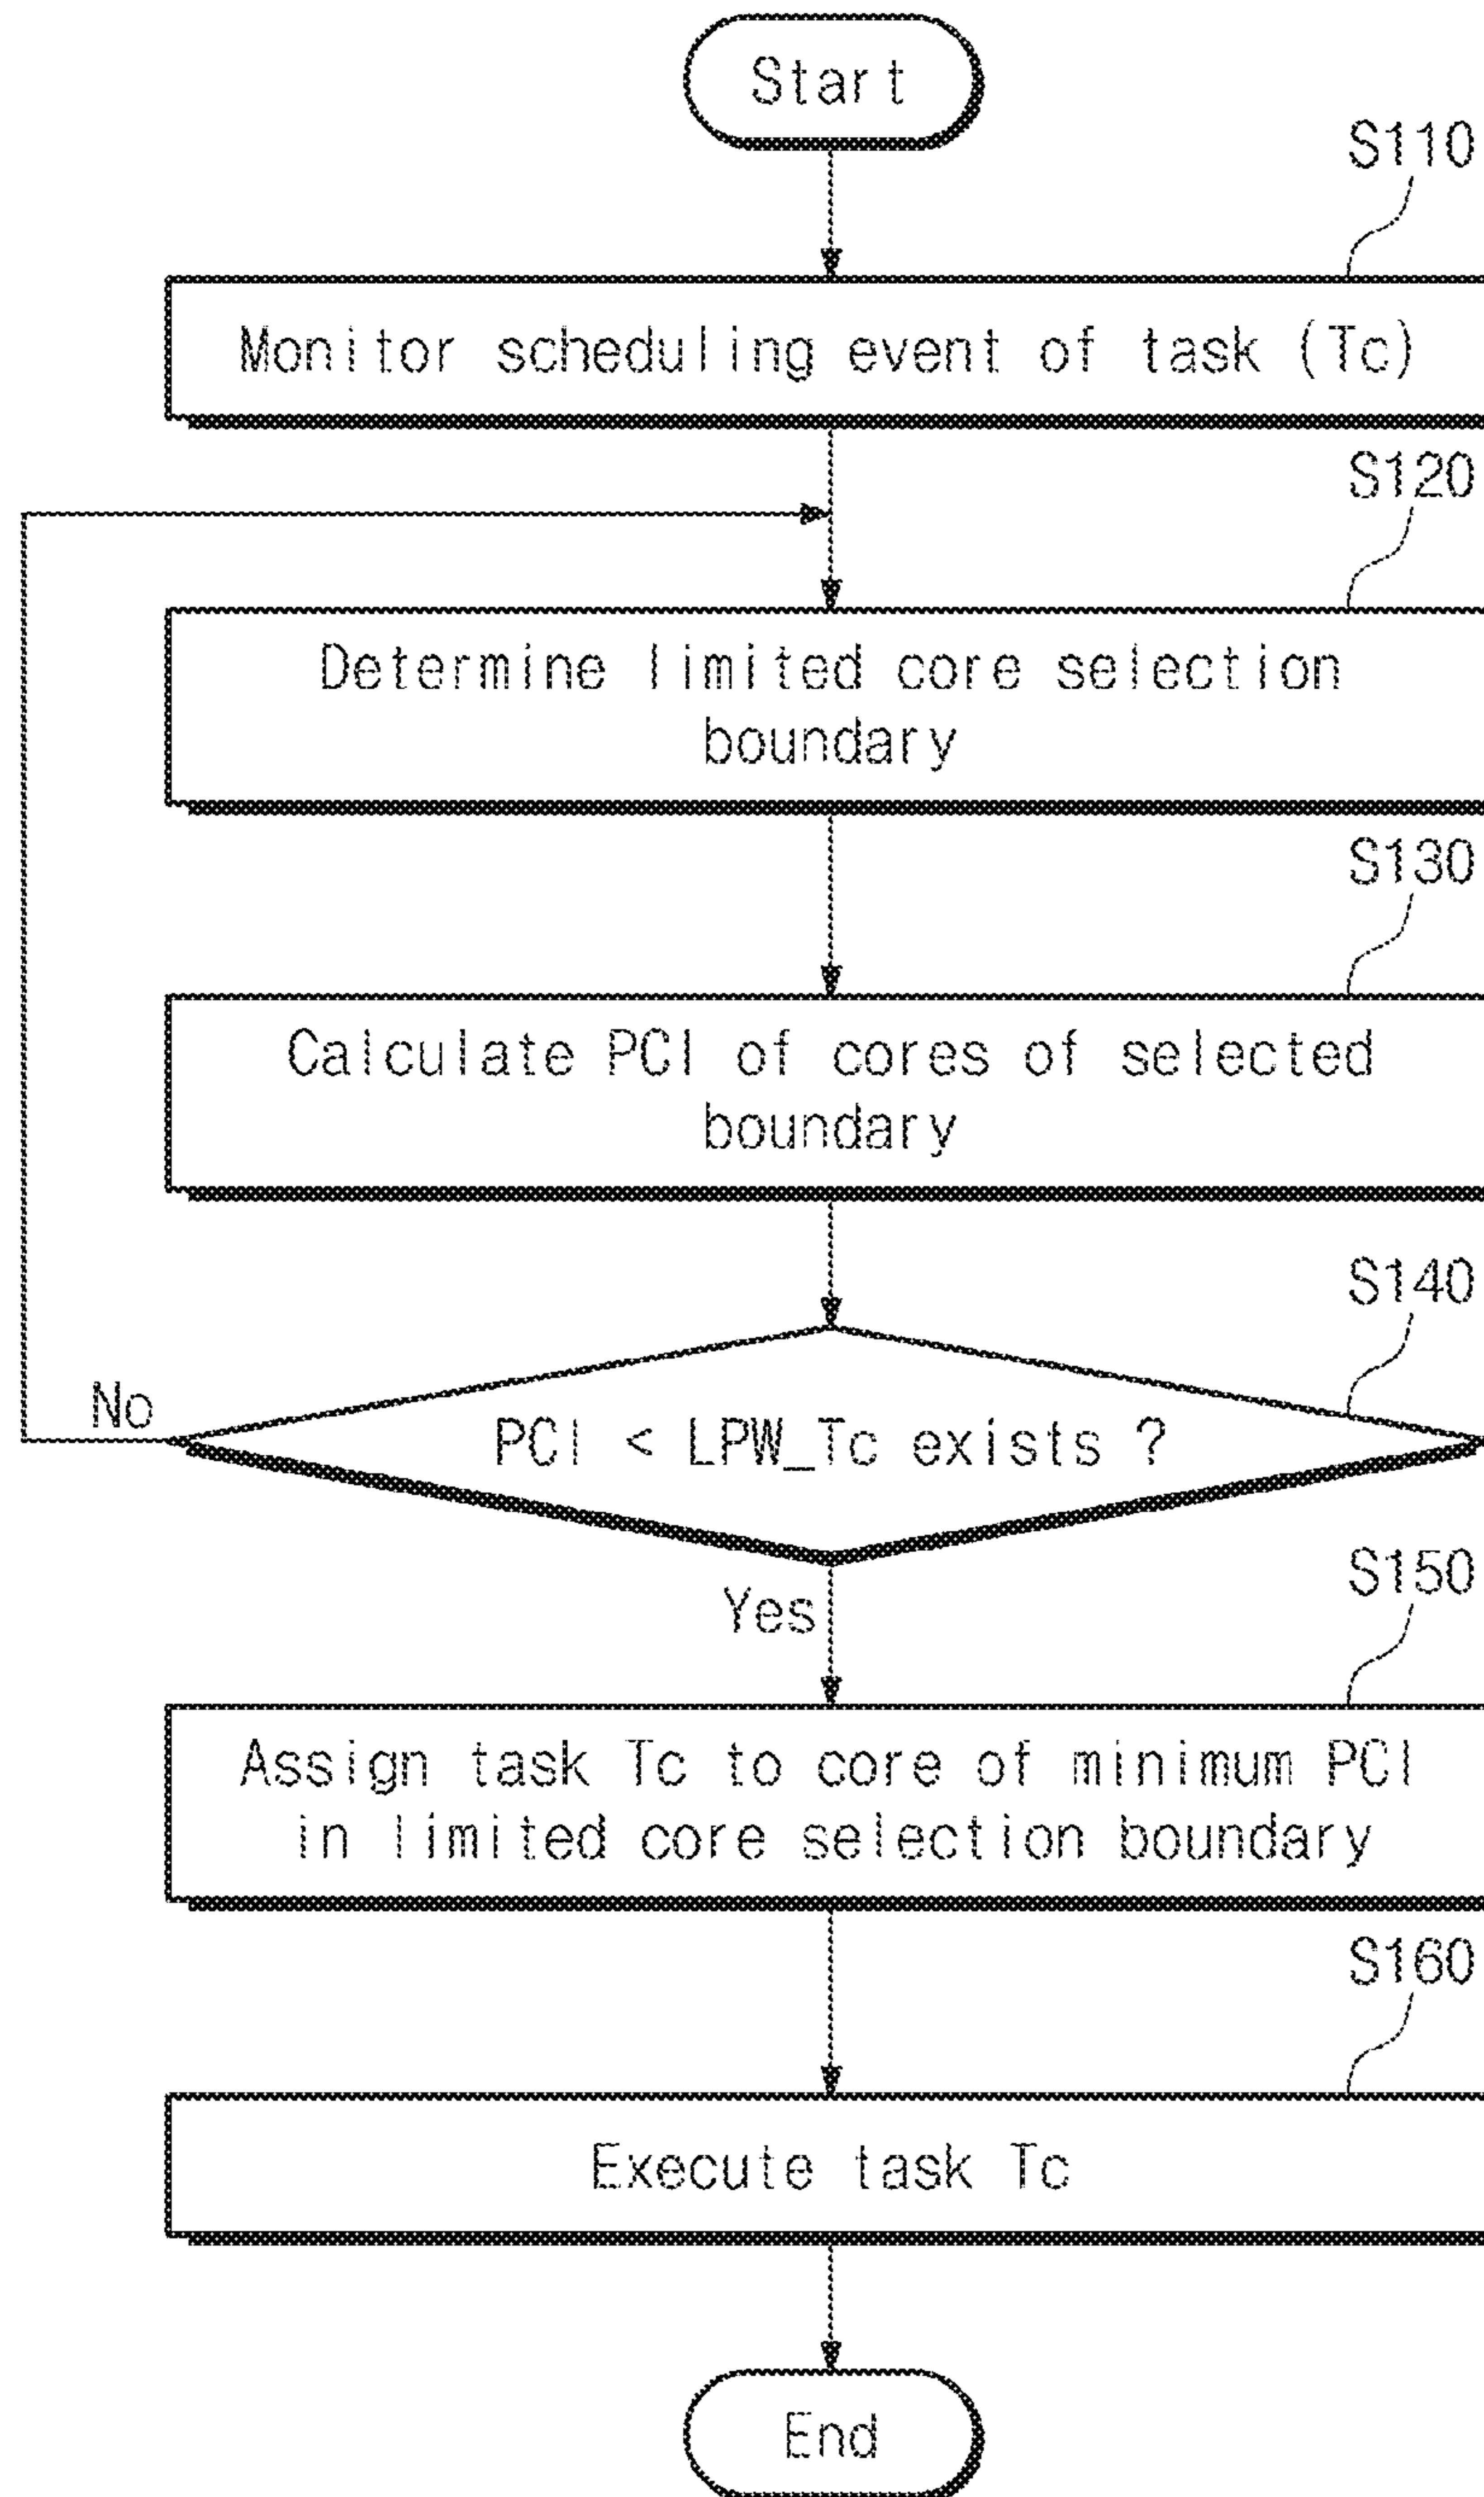 Start
S110
Monitor scheduling event of task (Tc)
S120
Determine limited core selection
boundary
S130
Calculate PCI of cores of selected
boundary
S140
No
PCI < LPW_Tc exists ?
Yes
S150
Assign task Tc to core of minimum PCI
in limited core selection boundary
S160
Execute task Tc
End